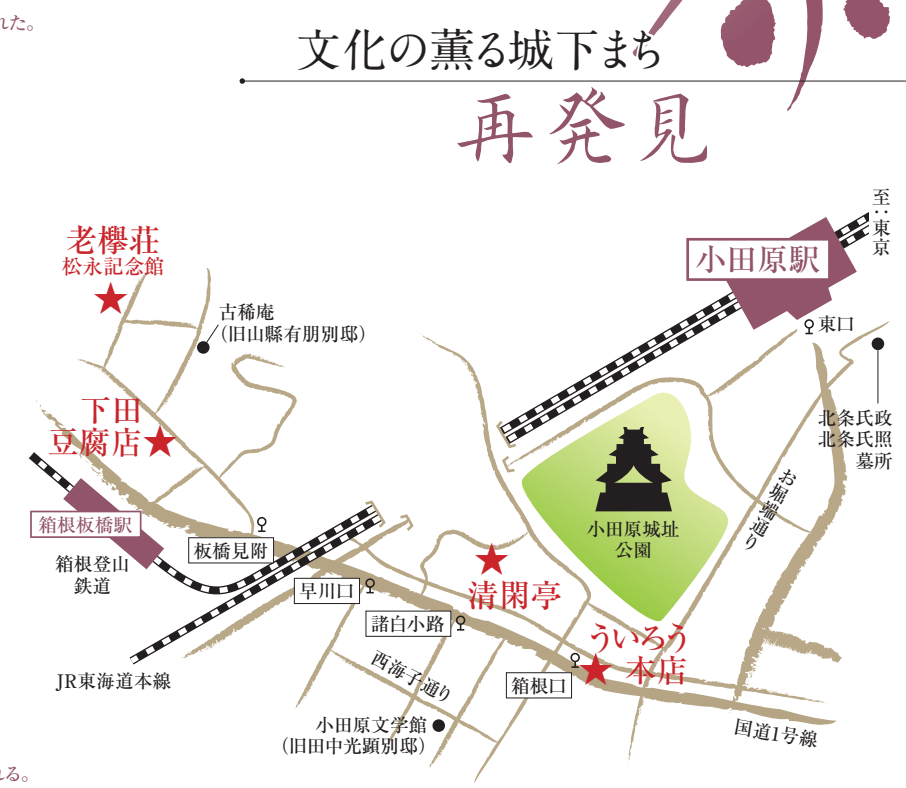 れた。
文化の薫る城下まち
再発見
至：東京
小田原駅
東口
老欅荘
松永記念館
古稀庵
（旧山縣有朋別邸）
北条氏政
北条氏照
墓所
下田
豆腐店
お堀端通り
小田原城址
公園
箱根板橋駅
板橋見附
箱根登山
鉄道
早川口
清閑亭
諸白小路
ういろう
本店
西海子通り
箱根口
JR東海道本線
小田原文学館
（旧田中光顕別邸）
国道1号線
れる。